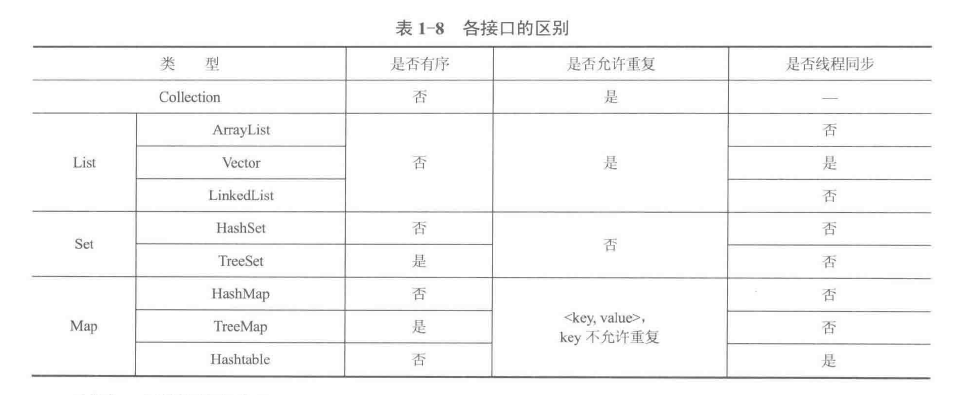 表 1-8 各接口的区别
类 型 是否有序 是否允许重复 是否线程同步
Collection 否 是 —
List ArrayList 否 是 否
Vector 是
LinkedList 否
Set HashSet 否 否 否
TreeSet 是 否
Map HashMap 否 <key, value>, key 不允许重复 否
TreeMap 是 否
Hashtable 否 是